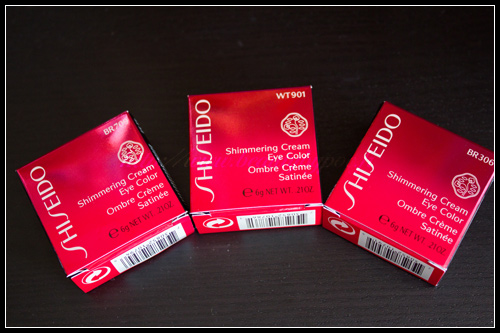 SHISEIDO
Shimmering Cream
Eye Color
Ombre Crème
Satinée
℮ 6g NET WT. .21OZ.
WT901
SHISEIDO
Shimmering Cream
Eye Color
Ombre Crème
Satinée
℮ 6g NET WT. .21OZ.
BR306
SHISEIDO
Shimmering Cream
Eye Color
Ombre Crème
Satinée
℮ 6g NET WT. .21OZ.